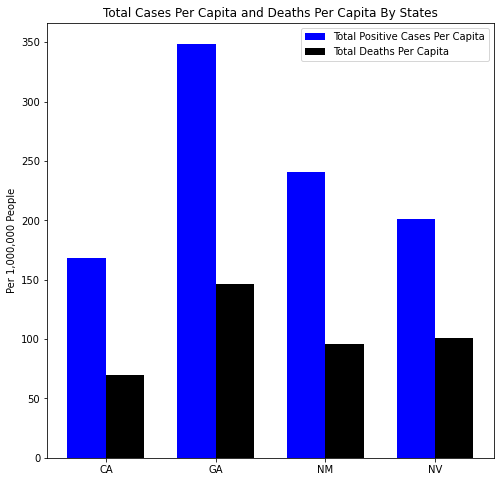 Total Cases Per Capita and Deaths Per Capita By States
Total Positive Cases Per Capita
Total Deaths Per Capita
Per 1,000,000 People
350
300
250
200
150
100
50
0
CA GA NM NV